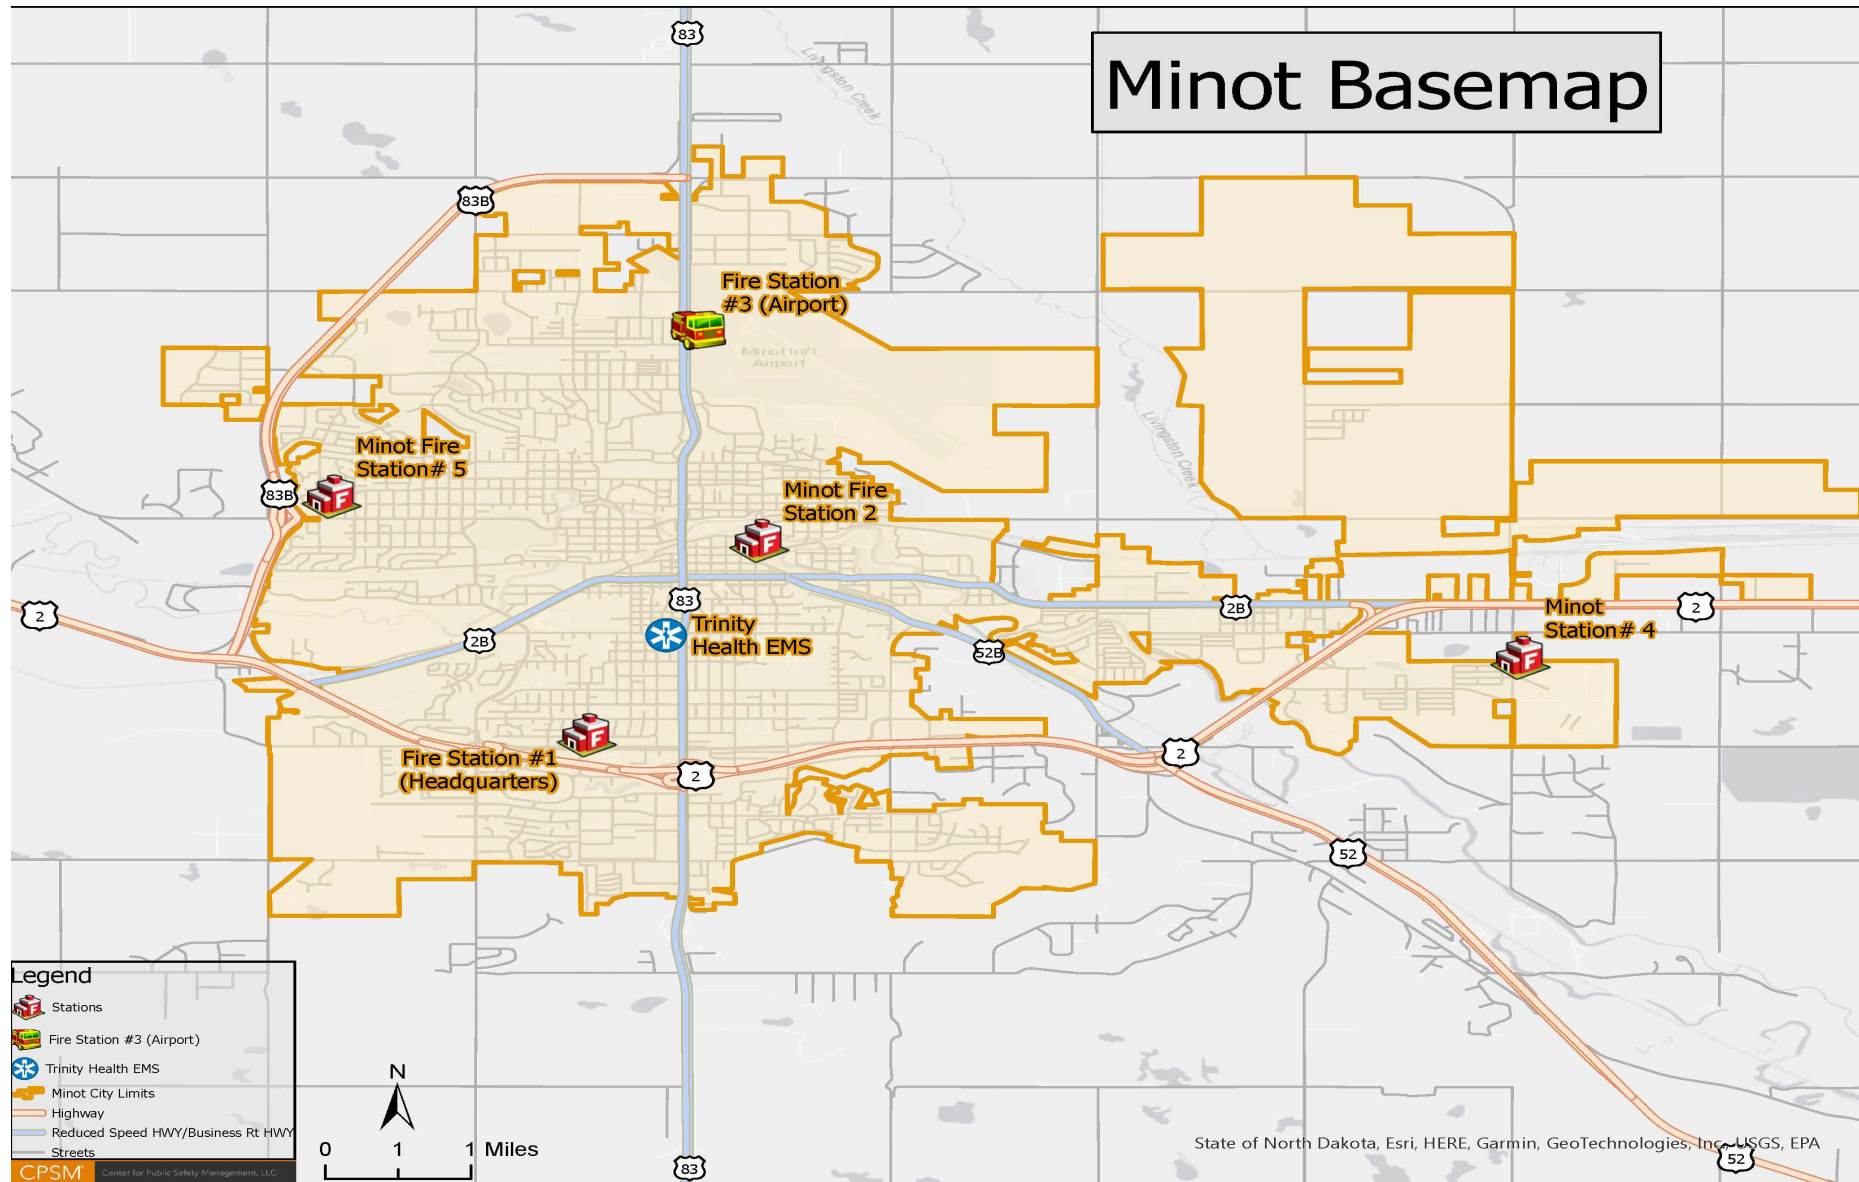 83
Livingston Creek
Minot Basemap
83B
Fire Station
#3 (Airport)
Minot Int'l
Airport
Livingston Creek
Minot Fire
Station# 5
83B
Minot Fire
Station 2
2
83
2B
Minot
Station# 4
2
Trinity
Health EMS
2B
52B
Fire Station #1
(Headquarters)
2
2
52
Legend
Stations
Fire Station #3 (Airport)
Trinity Health EMS
Minot City Limits
Highway
Reduced Speed HWY/Business Rt HWY
Streets
CPSM
Center for Public Safety Management, LLC
N
0 1 1 Miles
83
State of North Dakota, Esri, HERE, Garmin, GeoTechnologies, Inc., USGS, EPA
52